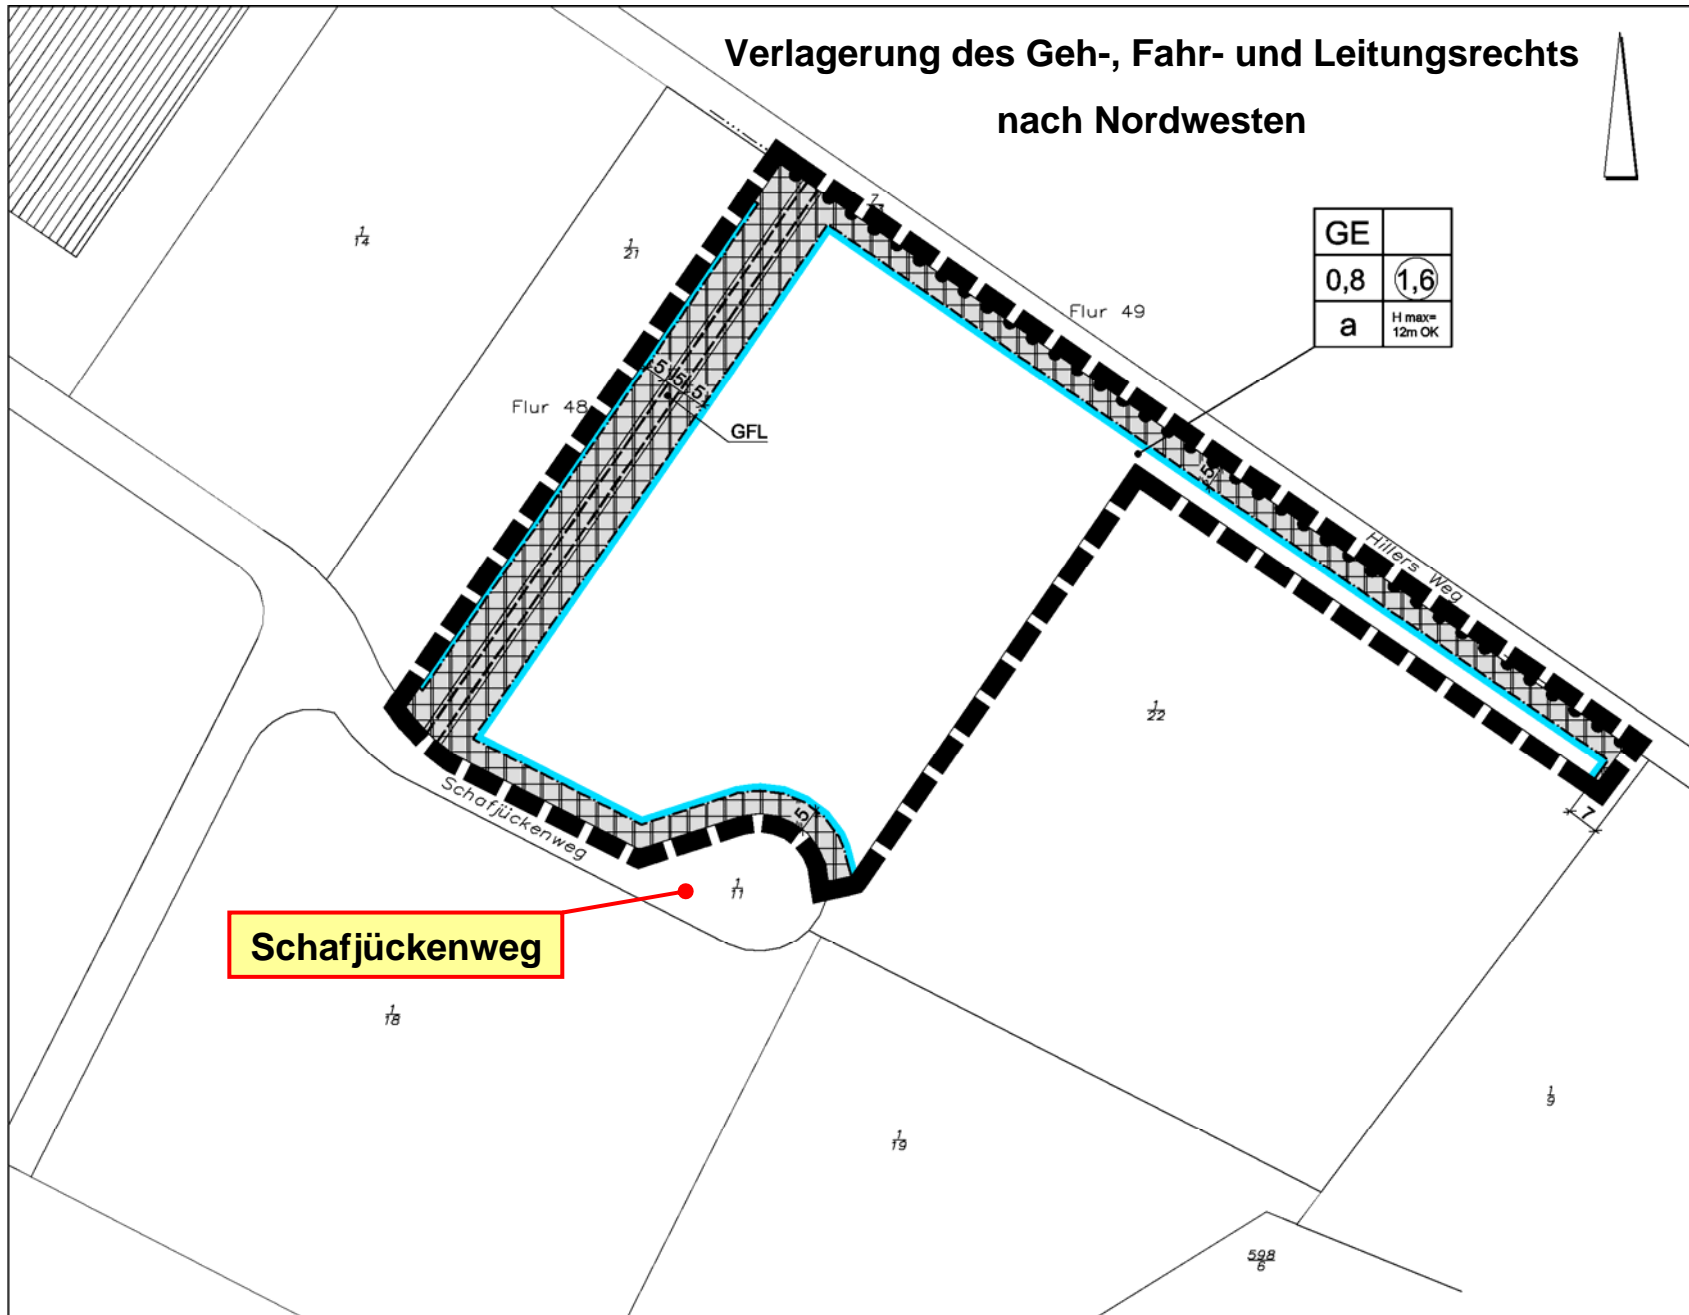 Verlagerung des Geh-, Fahr- und Leitungsrechts
nach Nordwesten
7
GE
0,8 1,6
a H max=
12m OK
1
14
1
21
Flur 49
Flur 48
5 5 5
GFL
5
Hillers Weg
1
22
7
Schafjückenweg
5
1
11
Schafjückenweg
1
18
1
9
1
19
598
6